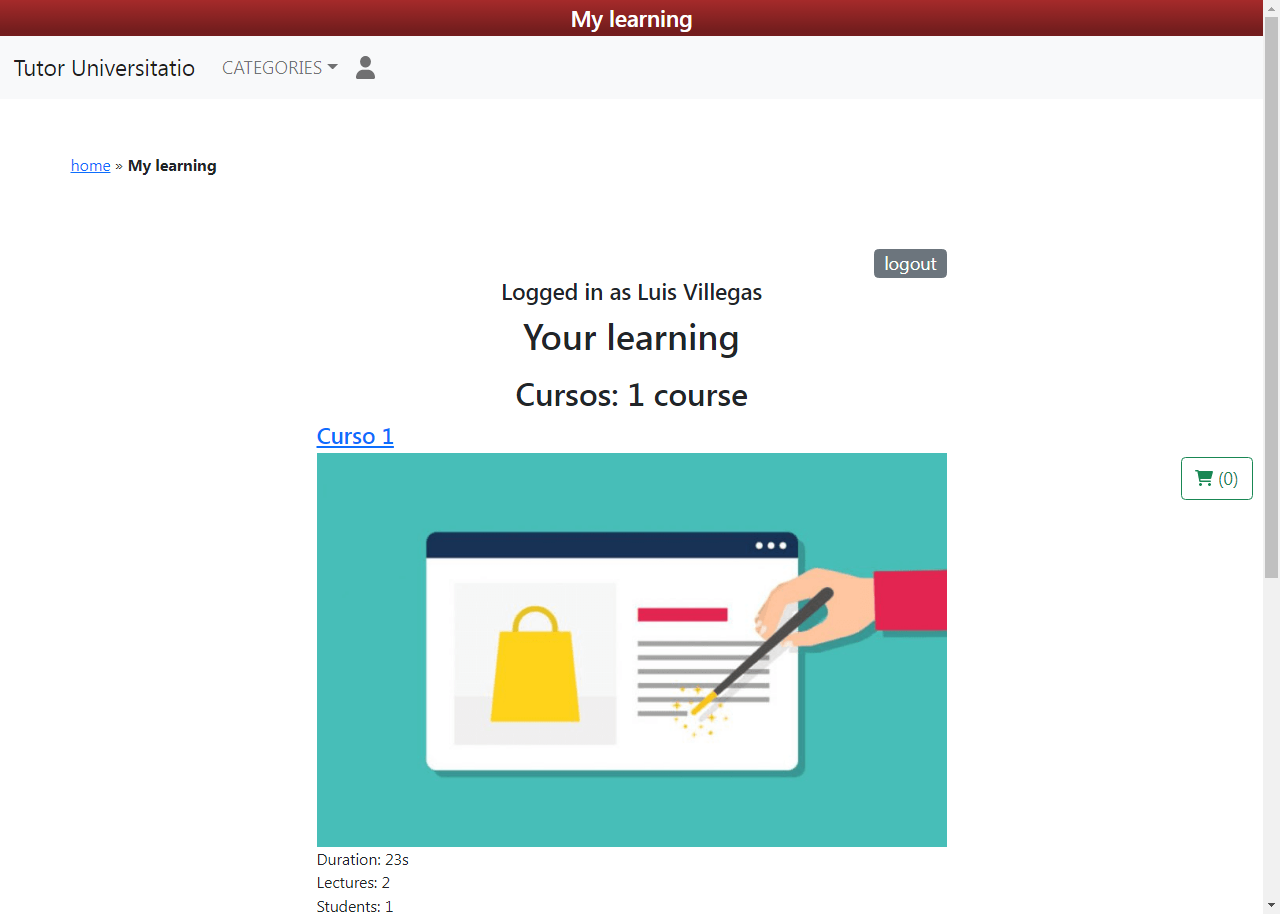 My learning
Tutor Universitatio CATEGORIES
home » My learning
logout
Logged in as Luis Villegas
Your learning
Cursos: 1 course
Curso 1
(0)
Duration: 23s
Lectures: 2
Students: 1